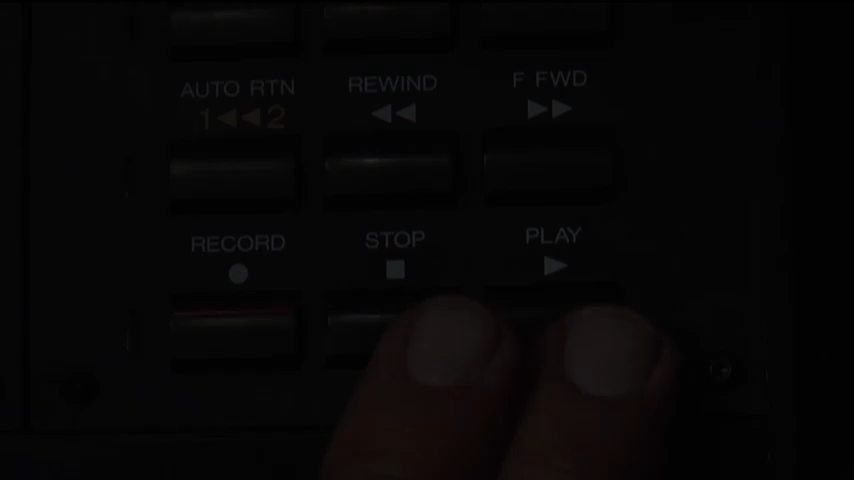 AUTO RTN
1◀◀2
REWIND
◀◀
F FWD
▶▶
RECORD
●
STOP
■
PLAY
▶